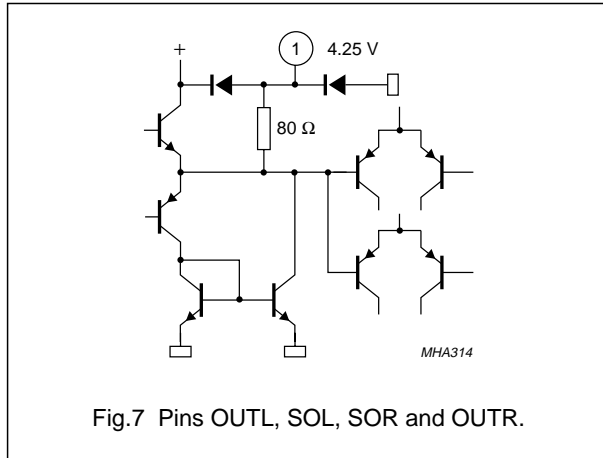 +
1
4.25 V
80 Ω
MHA314
Fig.7 Pins OUTL, SOL, SOR and OUTR.